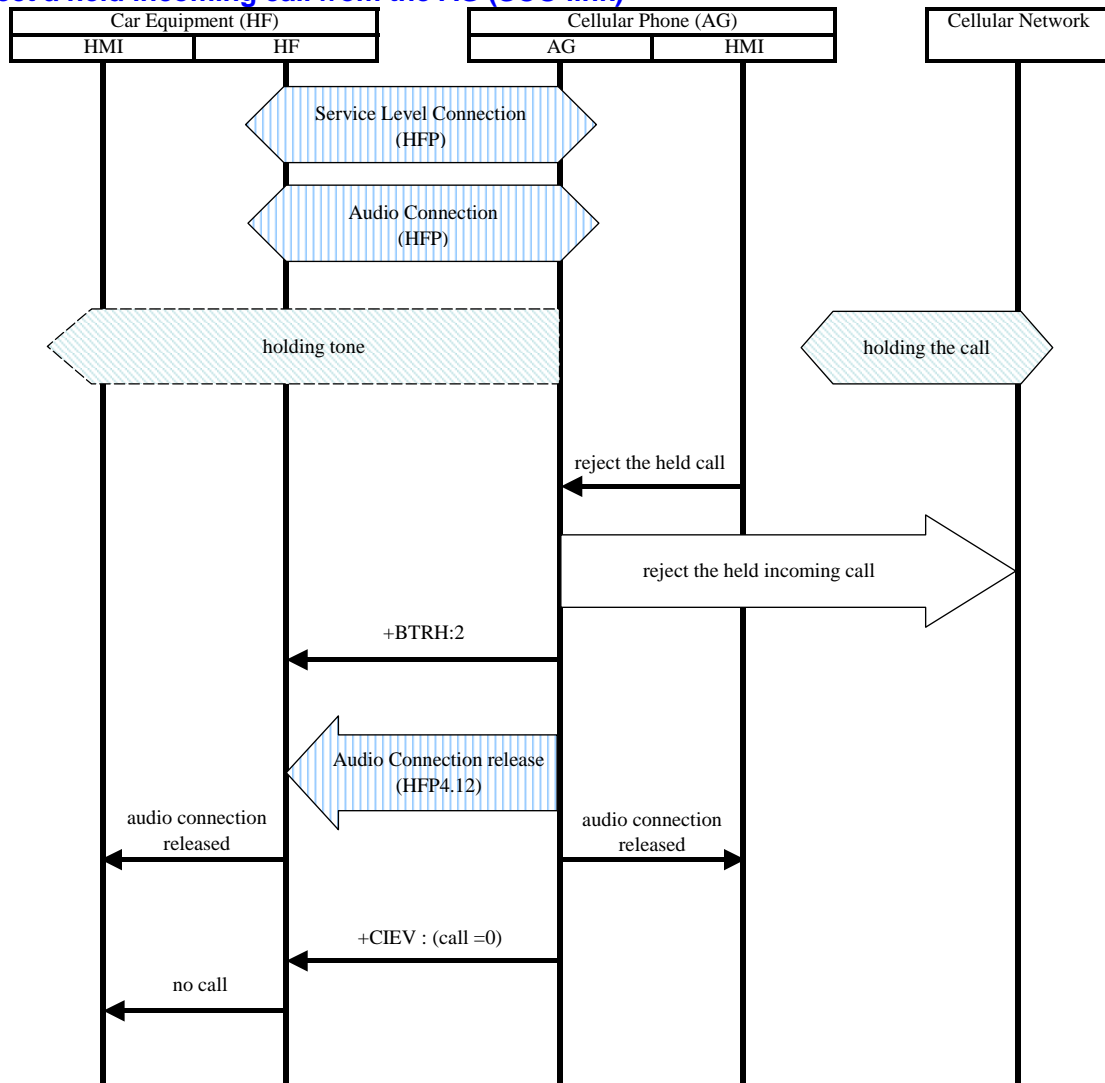 Car Equipment (HF)
Cellular Phone (AG)
Cellular Network
HMI
HF
AG
HMI
Service Level Connection
(HFP)
Audio Connection
(HFP)
holding tone
holding the call
reject the held call
reject the held incoming call
+BTRH:2
Audio Connection release
(HFP4.12)
audio connection
released
audio connection
released
+CIEV : (call =0)
no call